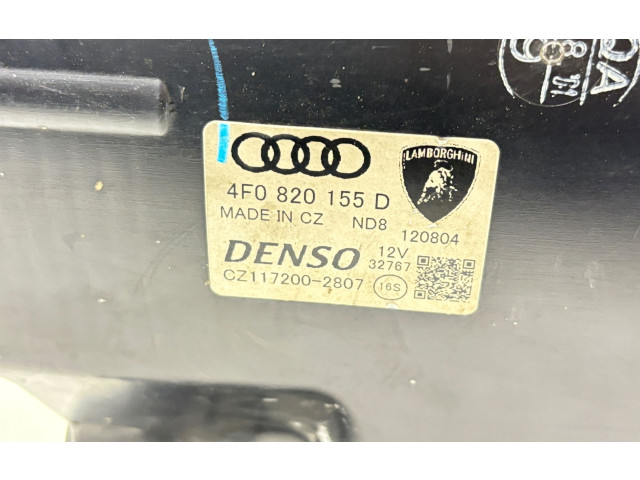 4F0 820 155 D
LAMBORGHINI
MADE IN CZ ND8 120804
DENSO 12V
32767
CZ117200-2807 16S